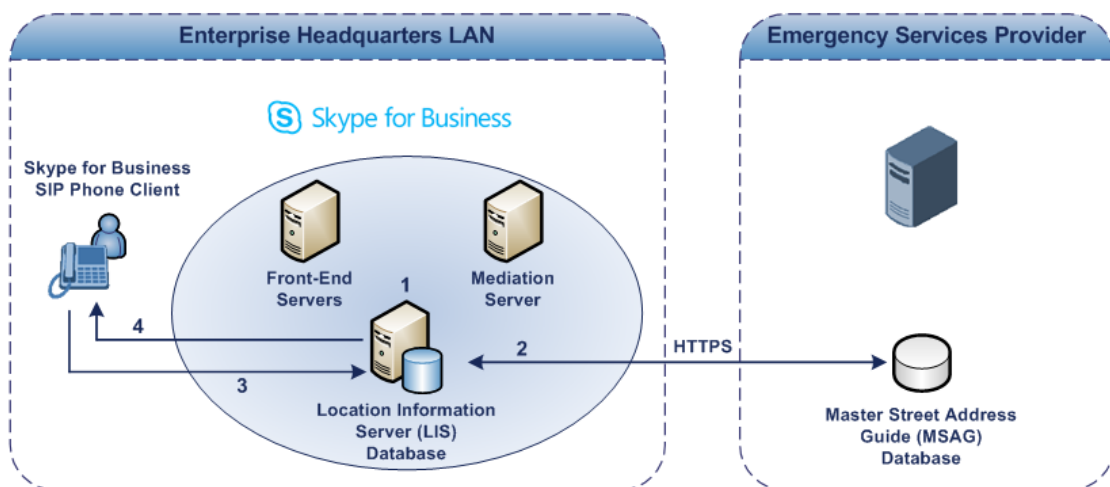 Enterprise Headquarters LAN
Emergency Services Provider
S Skype for Business
Skype for Business
SIP Phone Client
Front-End
Servers
Mediation
Server
1
4
3
2
HTTPS
Location Information
Server (LIS)
Database
Master Street Address
Guide (MSAG)
Database